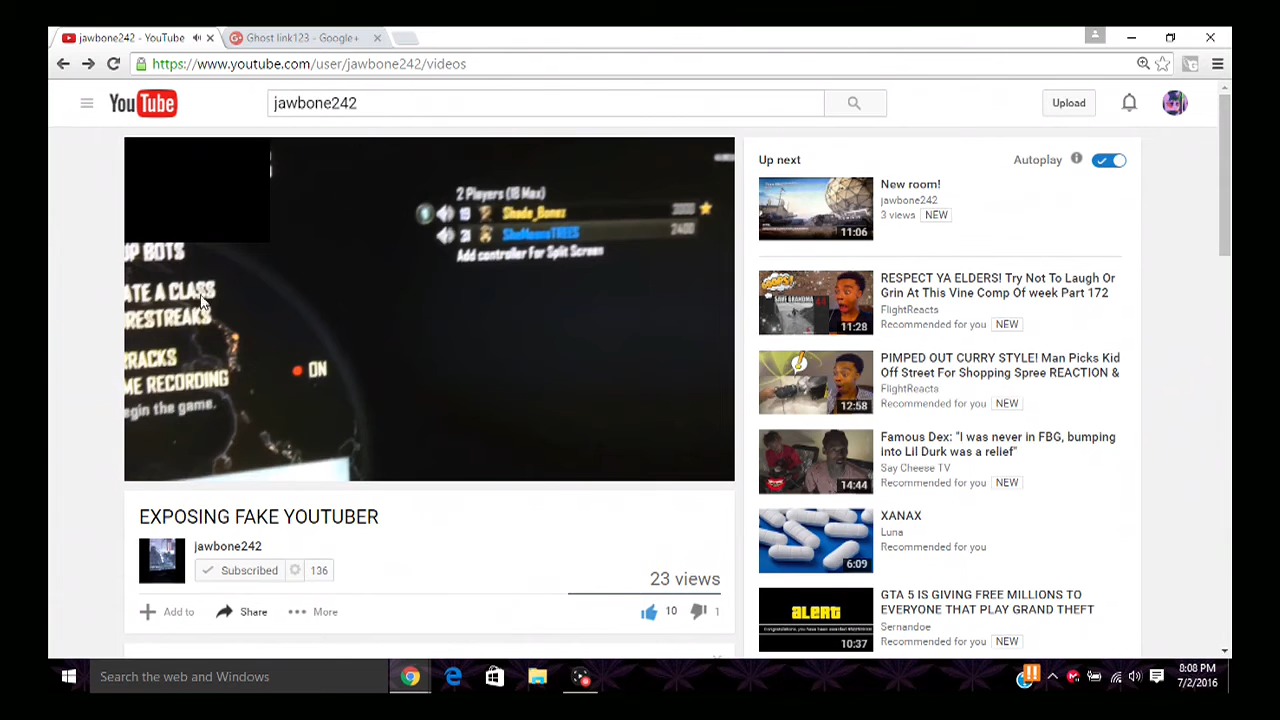 jawbone242 - YouTube
Ghost link123 - Google+
https://www.youtube.com/user/jawbone242/videos
YouTube
jawbone242
Upload
2 Players (18 Max)
19 Shade_Bonez
21 SheMoansTREES 2400
Add controller For Split Screen
UP BOTS
ATE A CLASS
RESTREAKS
RRACKS
ME RECORDING
ON
egin the game.
EXPOSING FAKE YOUTUBER
jawbone242
Subscribed 136
23 views
Add to Share More 10 1
Up next Autoplay
New room!
jawbone242
3 views NEW
11:06
RESPECT YA ELDERS! Try Not To Laugh Or
Grin At This Vine Comp Of week Part 172
FlightReacts
Recommended for you NEW
11:28
PIMPED OUT CURRY STYLE! Man Picks Kid
Off Street For Shopping Spree REACTION &
FlightReacts
Recommended for you NEW
12:58
Famous Dex: "I was never in FBG, bumping
into Lil Durk was a relief"
Say Cheese TV
Recommended for you NEW
14:44
XANAX
Luna
Recommended for you
6:09
GTA 5 IS GIVING FREE MILLIONS TO
EVERYONE THAT PLAY GRAND THEFT
Sernandoe
Recommended for you NEW
ALERT
10:37
Search the web and Windows
8:08 PM
7/2/2016